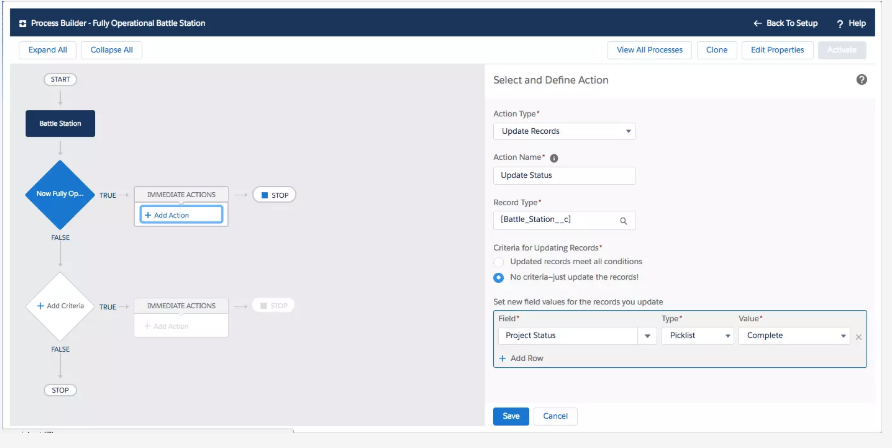 Process Builder - Fully Operational Battle Station
Back To Setup
? Help
Expand All
Collapse All
View All Processes
Clone
Edit Properties
Activate
START
Battle Station
Now Fully Op...
TRUE
IMMEDIATE ACTIONS
+ Add Action
STOP
FALSE
+ Add Criteria
TRUE
IMMEDIATE ACTIONS
+ Add Action
STOP
FALSE
STOP
Select and Define Action
?
Action Type*
Update Records
Action Name* i
Update Status
Record Type*
[Battle_Station__c]
Criteria for Updating Records*
Updated records meet all conditions
No criteria—just update the records!
Set new field values for the records you update
Field* Type* Value*
Project Status Picklist Complete
+ Add Row
Save
Cancel